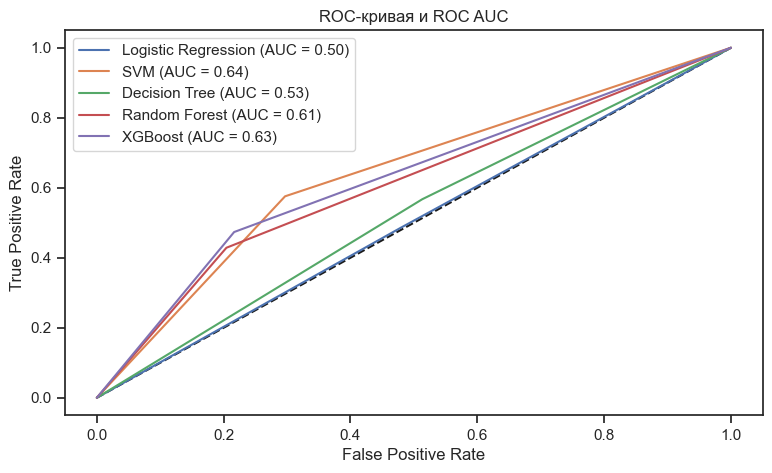 ROC-кривая и ROC AUC
Logistic Regression (AUC = 0.50)
SVM (AUC = 0.64)
Decision Tree (AUC = 0.53)
Random Forest (AUC = 0.61)
XGBoost (AUC = 0.63)
True Positive Rate
1.0
0.8
0.6
0.4
0.2
0.0
0.0 0.2 0.4 0.6 0.8 1.0
False Positive Rate